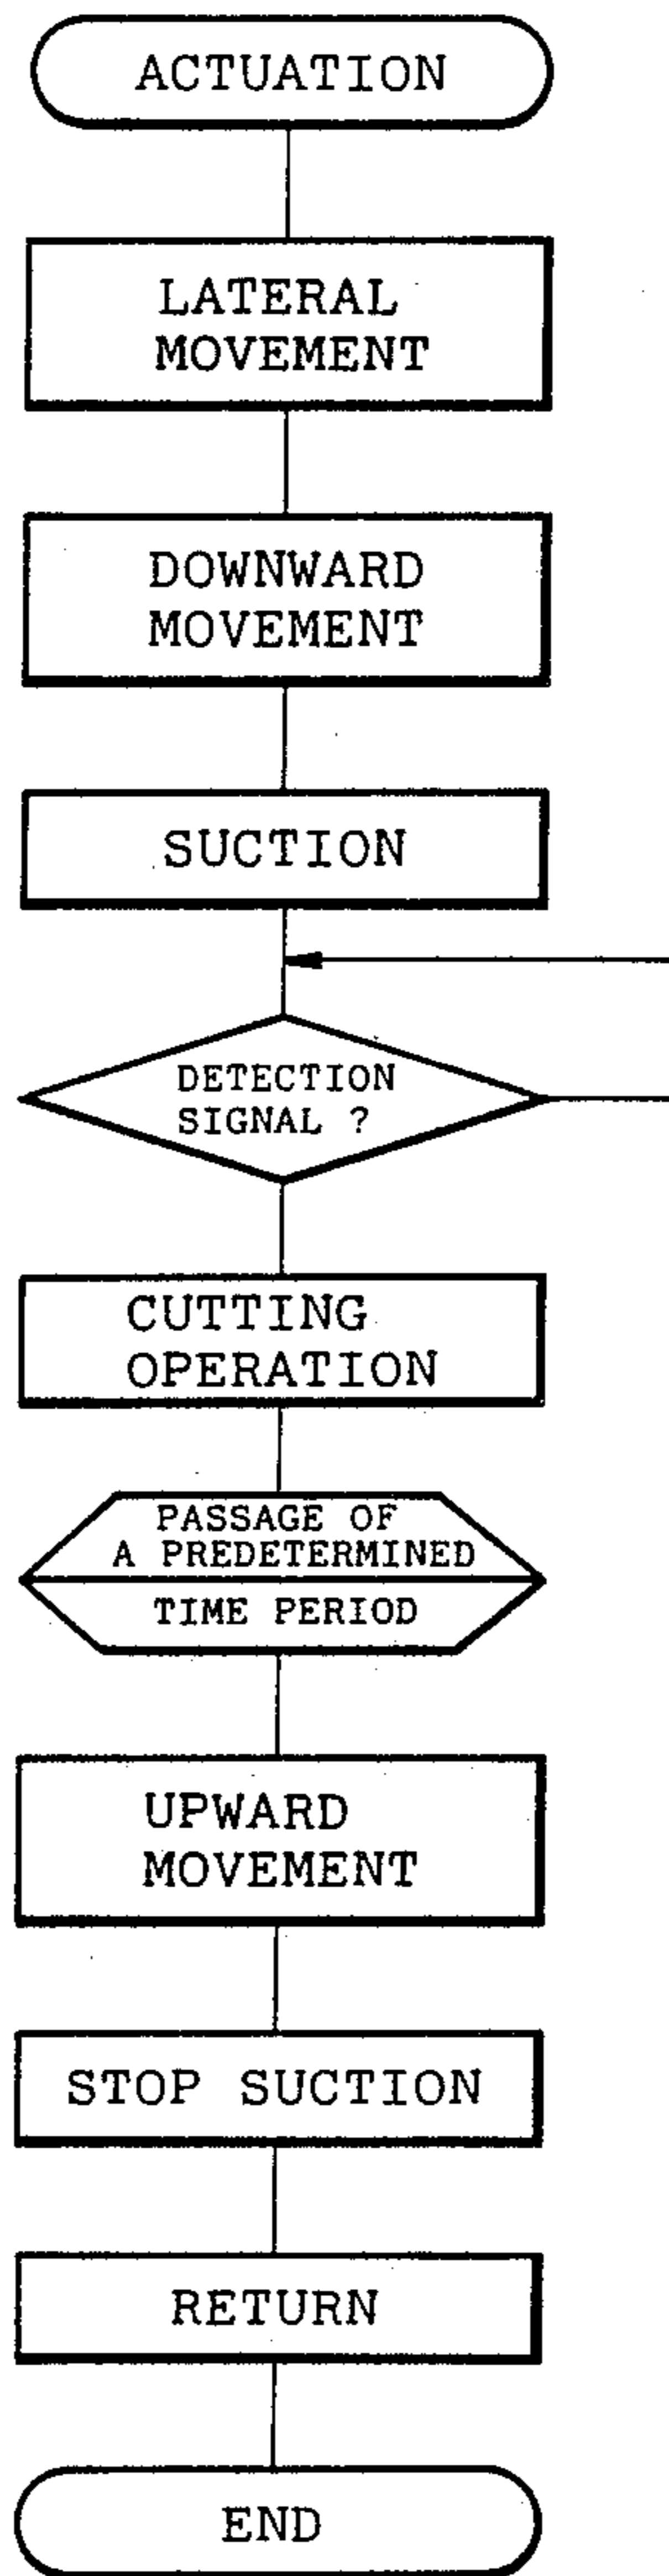 ACTUATION
LATERAL
MOVEMENT
DOWNWARD
MOVEMENT
SUCTION
DETECTION
SIGNAL ?
CUTTING
OPERATION
PASSAGE OF
A PREDETERMINED
TIME PERIOD
UPWARD
MOVEMENT
STOP SUCTION
RETURN
END